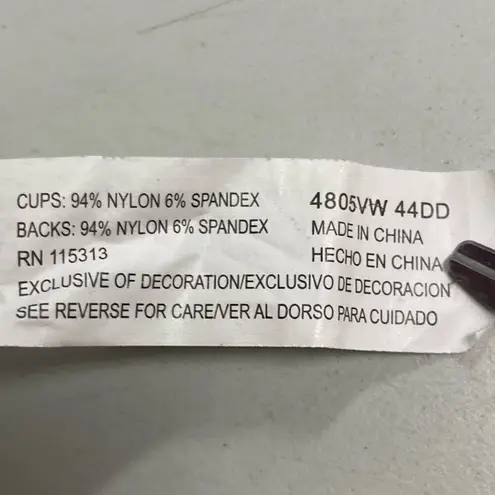 CUPS: 94% NYLON 6% SPANDEX 4805VW 44DD
BACKS: 94% NYLON 6% SPANDEX MADE IN CHINA
RN 115313 HECHO EN CHINA
EXCLUSIVE OF DECORATION/EXCLUSIVO DE DECORACION
SEE REVERSE FOR CARE/VER AL DORSO PARA CUIDADO